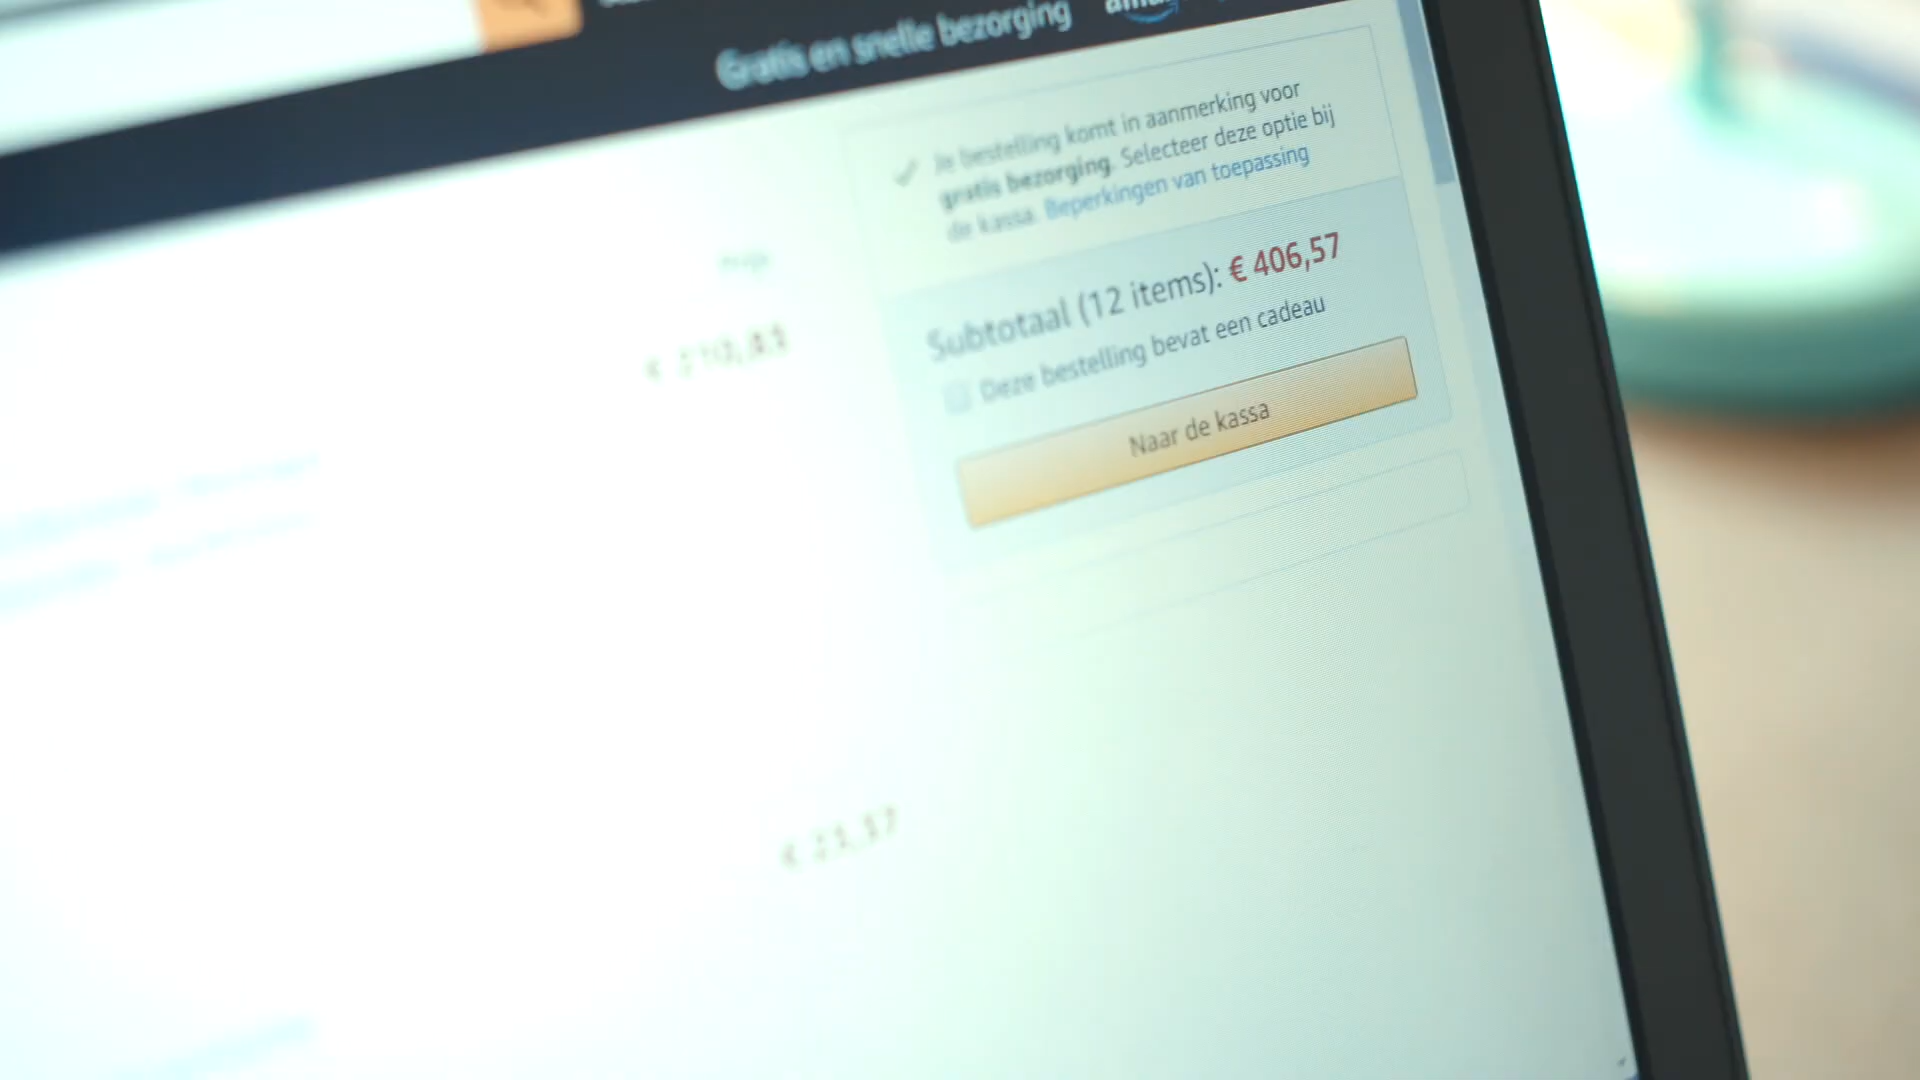 Gratis en snelle bezorging
Je bestelling komt in aanmerking voor
gratis bezorging. Selecteer deze optie bij
de kassa. Beperkingen van toepassing
Subtotaal (12 items): € 406,57
Deze bestelling bevat een cadeau
Naar de kassa